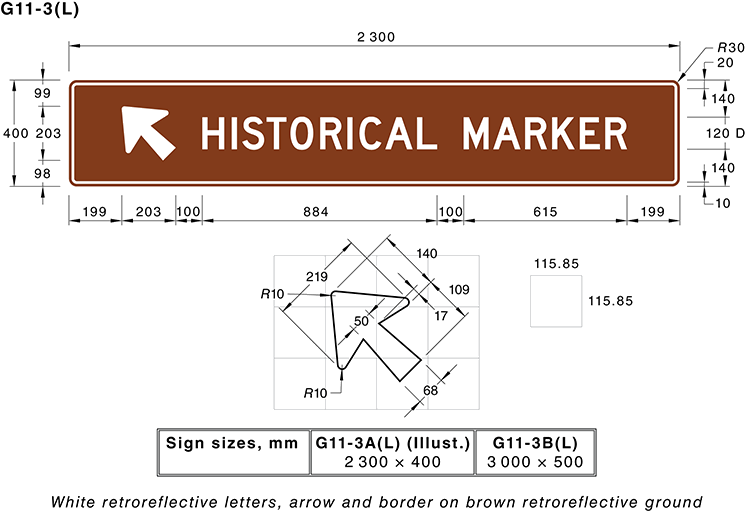 G11-3(L)
2 300
R30
20
99
140
400
203
HISTORICAL MARKER
120 D
98
140
10
199
203
100
884
100
615
199
140
219
109
115.85
R10
115.85
17
50
R10
68
Sign sizes, mm
G11-3A(L) (Illust.)
G11-3B(L)
2 300 × 400
3 000 × 500
White retroreflective letters, arrow and border on brown retroreflective ground